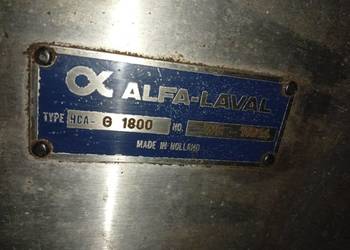 ALFA-LAVAL
TYPE HCA- G 1800 NO.
MADE IN HOLLAND